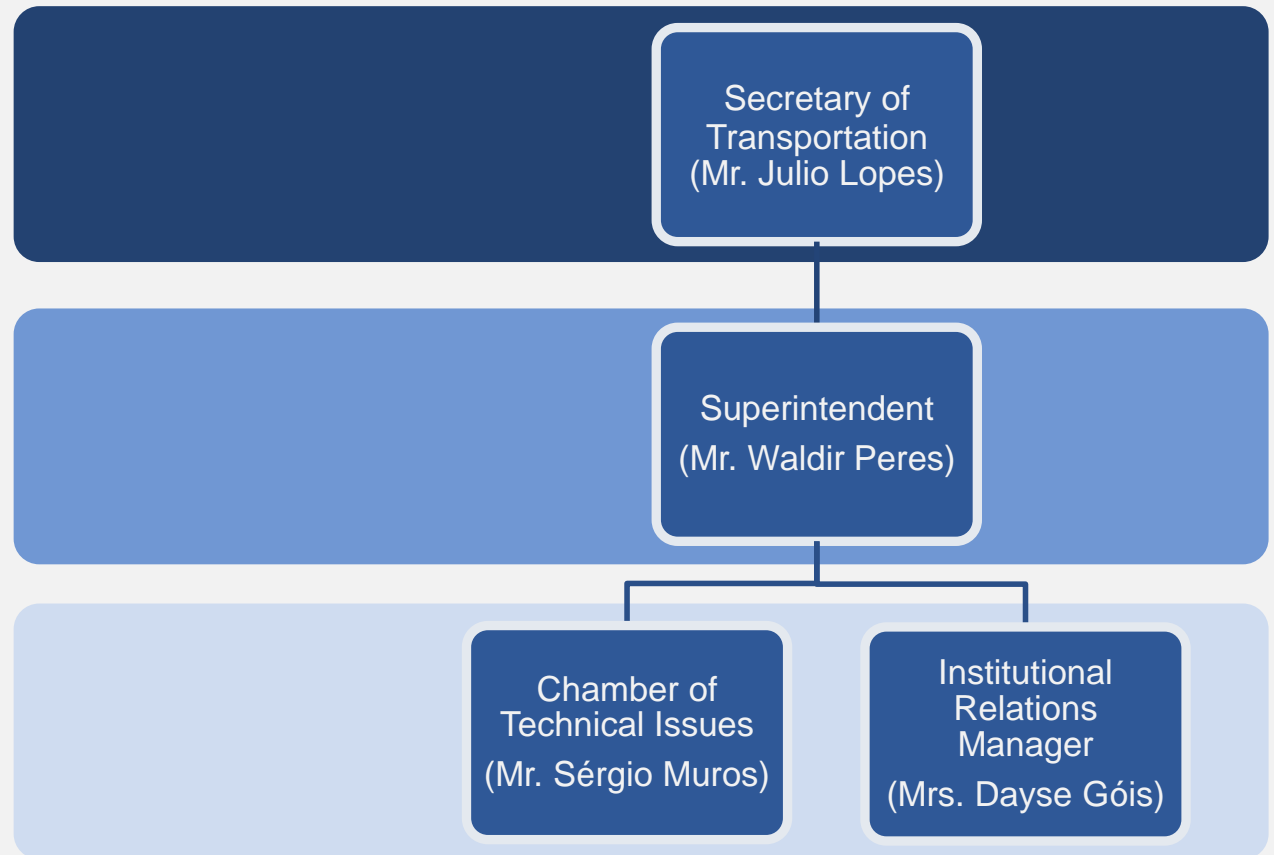 Secretary of
Transportation
(Mr. Julio Lopes)
Superintendent
(Mr. Waldir Peres)
Chamber of
Technical Issues
(Mr. Sérgio Muros)
Institutional
Relations
Manager
(Mrs. Dayse Góis)